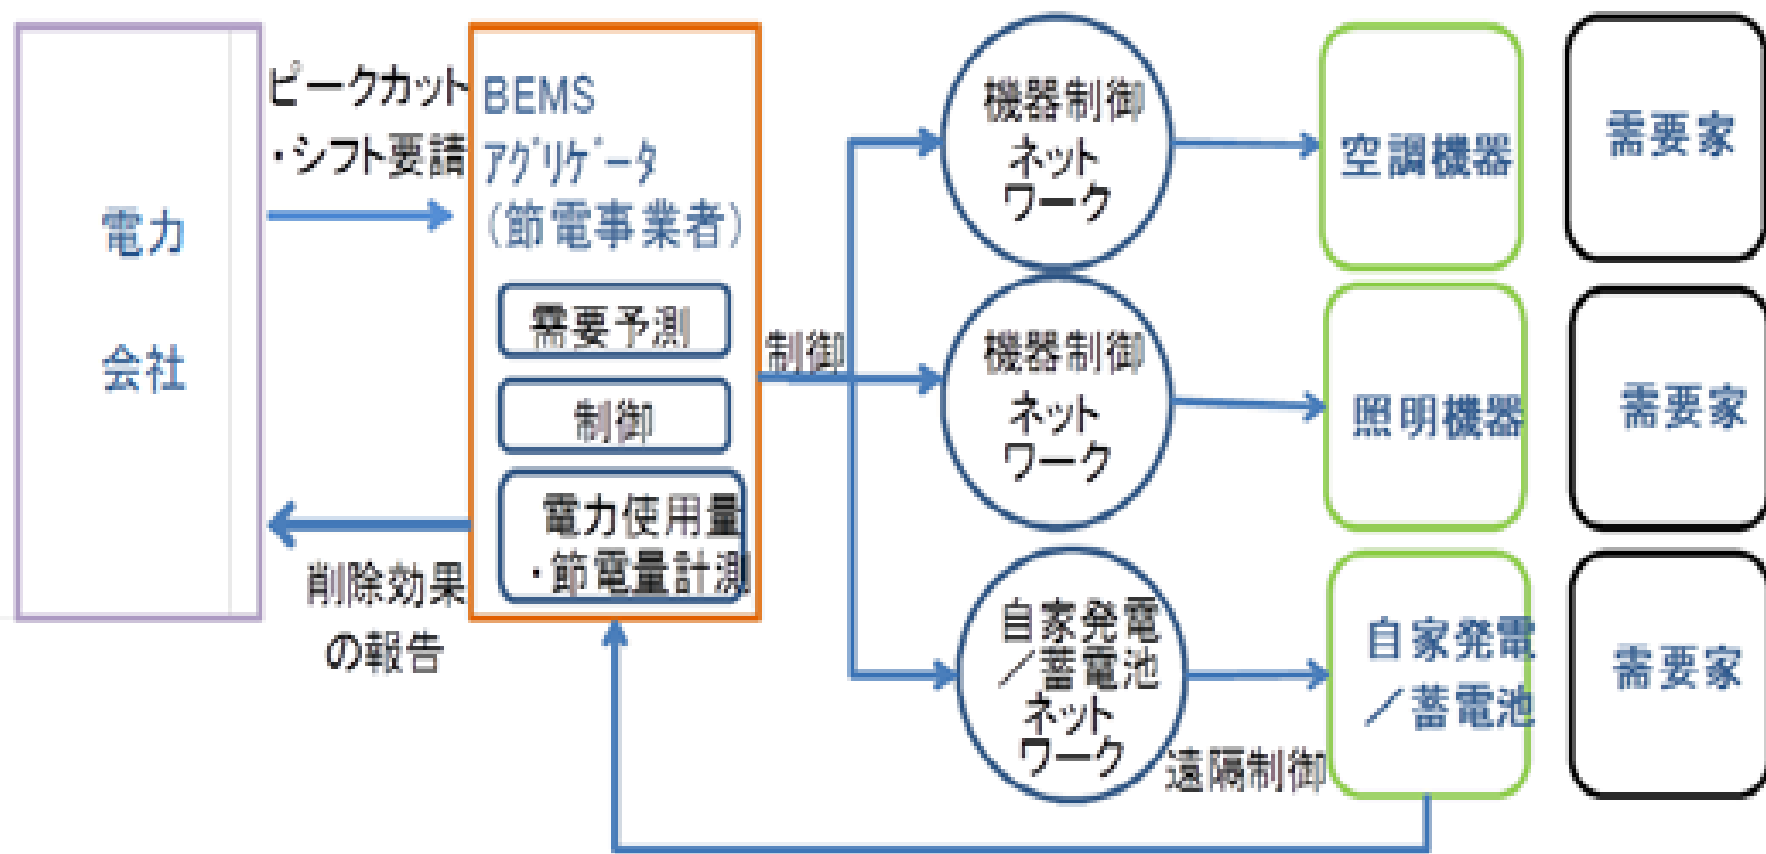 電力
会社
ピークカット
・シフト要請
削除効果
の報告
BEMS
アグリゲータ
(節電事業者)
需要予測
制御
電力使用量
・節電量計測
制御
機器制御
ネット
ワーク
機器制御
ネット
ワーク
自家発電
／蓄電池
ネット
ワーク
遠隔制御
空調機器
照明機器
自家発電
／蓄電池
需要家
需要家
需要家